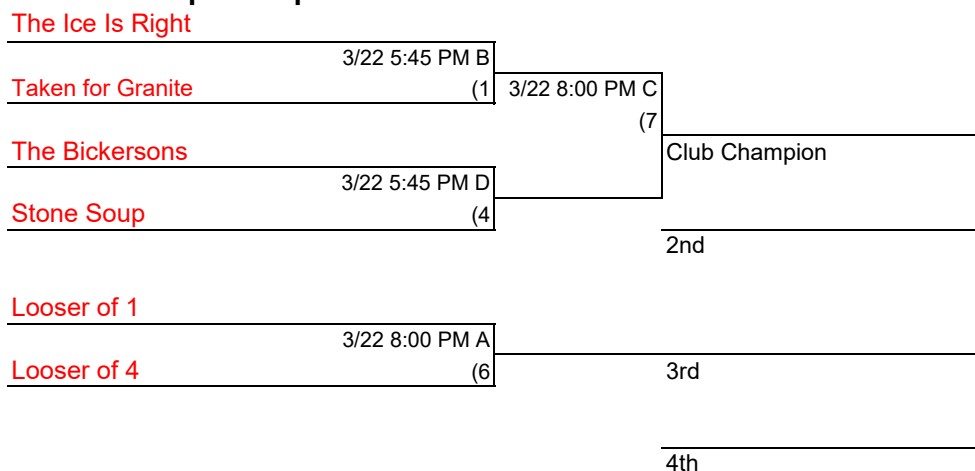 The Ice Is Right
3/22 5:45 PM B
Taken for Granite (1 3/22 8:00 PM C
(7
The Bickersons Club Champion
3/22 5:45 PM D
Stone Soup (4
2nd
Looser of 1
3/22 8:00 PM A
Looser of 4 (6 3rd
4th